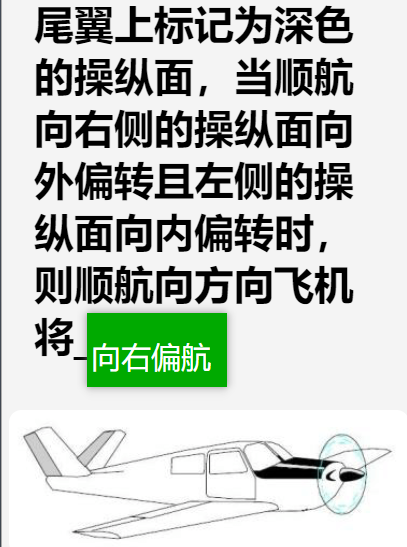 尾翼上标记为深色
的操纵面，当顺航
向右侧的操纵面向
外偏转且左侧的操
纵面向内偏转时，
则顺航向方向飞机
将_向右偏航